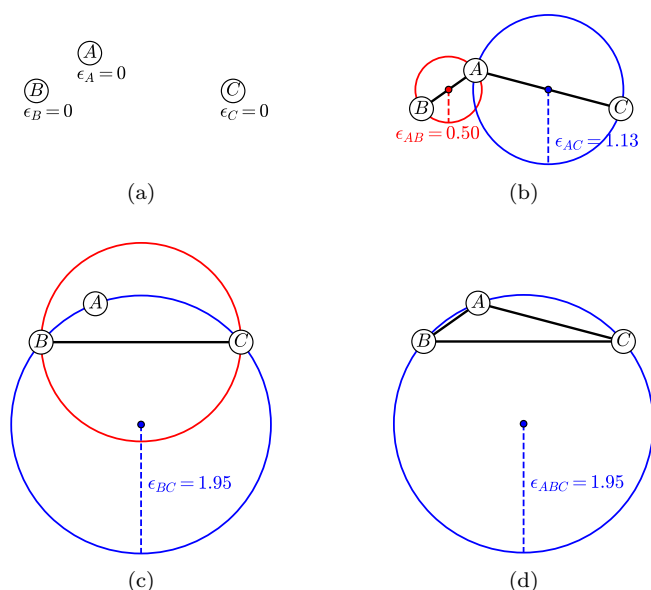 A
ϵ_A = 0
B
ϵ_B = 0
C
ϵ_C = 0
(a)
A
B
C
ϵ_AB = 0.50
ϵ_AC = 1.13
(b)
A
B
C
ϵ_BC = 1.95
(c)
A
B
C
ϵ_ABC = 1.95
(d)